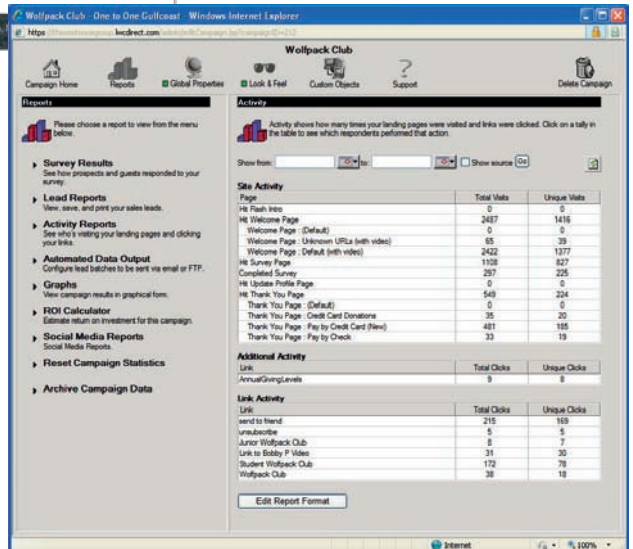 Wolfpack Club - One to One Gulfcoast - Windows Internet Explorer
https
lwcdirect.com
Wolfpack Club
Campaign Home Reports Global Properties Look & Feel Custom Objects Support Delete Campaign
Reports
Please choose a report to view from the menu
below.
Survey Results
See how prospects and guests responded to your
survey.
Lead Reports
View, save, and print your sales leads.
Activity Reports
See who's visiting your landing pages and clicking
your links.
Automated Data Output
Configure lead batches to be sent via email or FTP.
Graphs
View campaign results in graphical form.
ROI Calculator
Estimate return on investment for this campaign.
Social Media Reports
Social Media Reports.
Reset Campaign Statistics
Archive Campaign Data
Activity
Activity shows how many times your landing pages were visited and links were clicked. Click on a tally in
the table to see which respondents performed that action.
Show from: to: Show source Go
Site Activity
Page Total Visits Unique Visits
Hit Flash Intro 0 0
Hit Welcome Page 2487 1416
Welcome Page : (Default) 0 0
Welcome Page : Unknown URLs (with video) 65 39
Welcome Page : Default (with video) 2422 1377
Hit Survey Page 1108 827
Completed Survey 297 225
Hit Update Profile Page 0 0
Hit Thank You Page 549 224
Thank You Page : (Default) 0 0
Thank You Page : Credit Card Donations 35 20
Thank You Page : Pay by Credit Card (New) 481 185
Thank You Page : Pay by Check 33 19
Additional Activity
Link Total Clicks Unique Clicks
AnnualGivingLevels 9 8
Link Activity
Link Total Clicks Unique Clicks
send to friend 215 169
unsubscribe 5 5
Junior Wolfpack Club 8 7
Link to Bobby P Video 31 30
Student Wolfpack Club 172 78
Wolfpack Club 38 18
Edit Report Format
Internet 100%